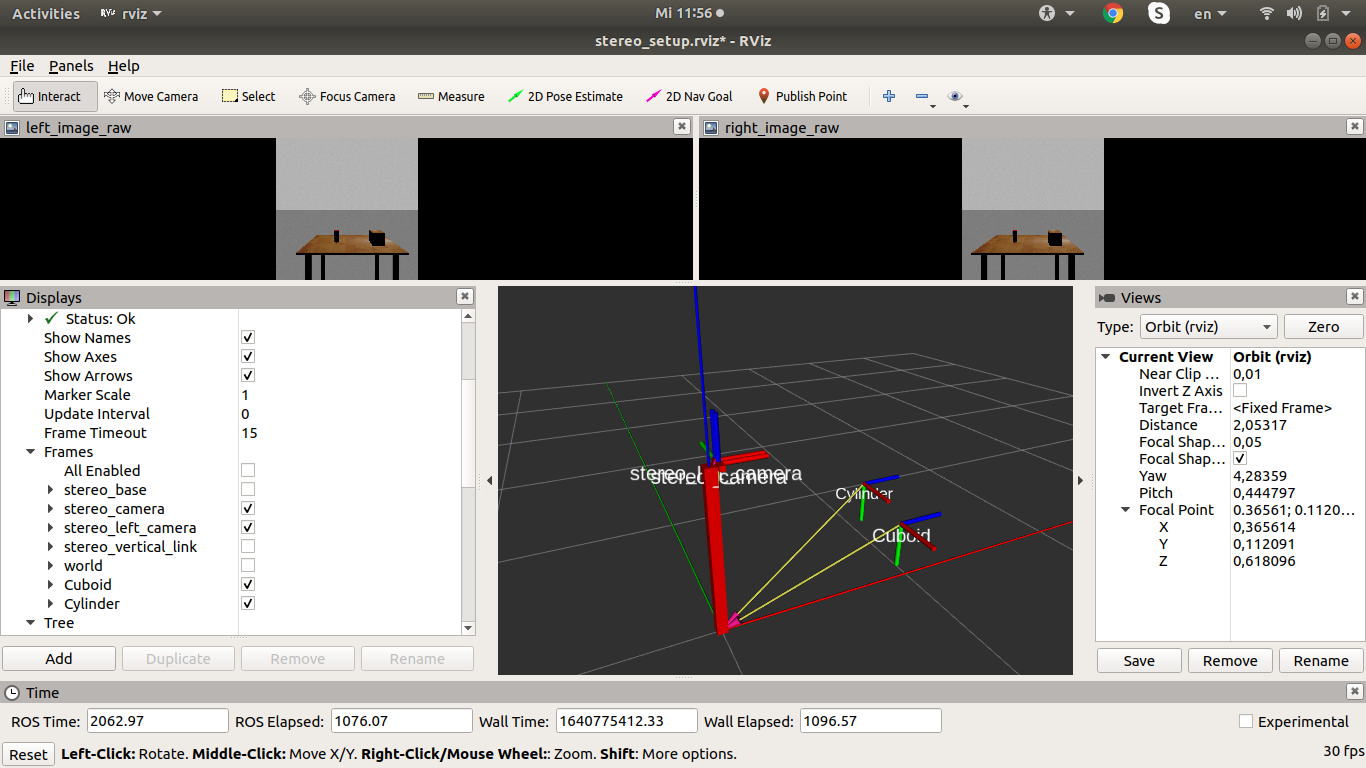 Activities rviz Mi 11:56 en
stereo_setup.rviz* - RViz
File Panels Help
Interact Move Camera Select Focus Camera Measure 2D Pose Estimate 2D Nav Goal Publish Point
left_image_raw
right_image_raw
Displays
Status: Ok
Show Names
Show Axes
Show Arrows
Marker Scale 1
Update Interval 0
Frame Timeout 15
Frames
All Enabled
stereo_base
stereo_camera
stereo_left_camera
stereo_vertical_link
world
Cuboid
Cylinder
Tree
Add Duplicate Remove Rename
stereo_camera
Cylinder
Cuboid
Views
Type: Orbit (rviz) Zero
Current View Orbit (rviz)
Near Clip ... 0,01
Invert Z Axis
Target Fra... <Fixed Frame>
Distance 2,05317
Focal Shap... 0,05
Focal Shap...
Yaw 4,28359
Pitch 0,444797
Focal Point 0.36561; 0.1120...
X 0,365614
Y 0,112091
Z 0,618096
Save Remove Rename
Time
ROS Time: 2062.97 ROS Elapsed: 1076.07 Wall Time: 1640775412.33 Wall Elapsed: 1096.57 Experimental
Reset Left-Click: Rotate. Middle-Click: Move X/Y. Right-Click/Mouse Wheel:: Zoom. Shift: More options. 30 fps